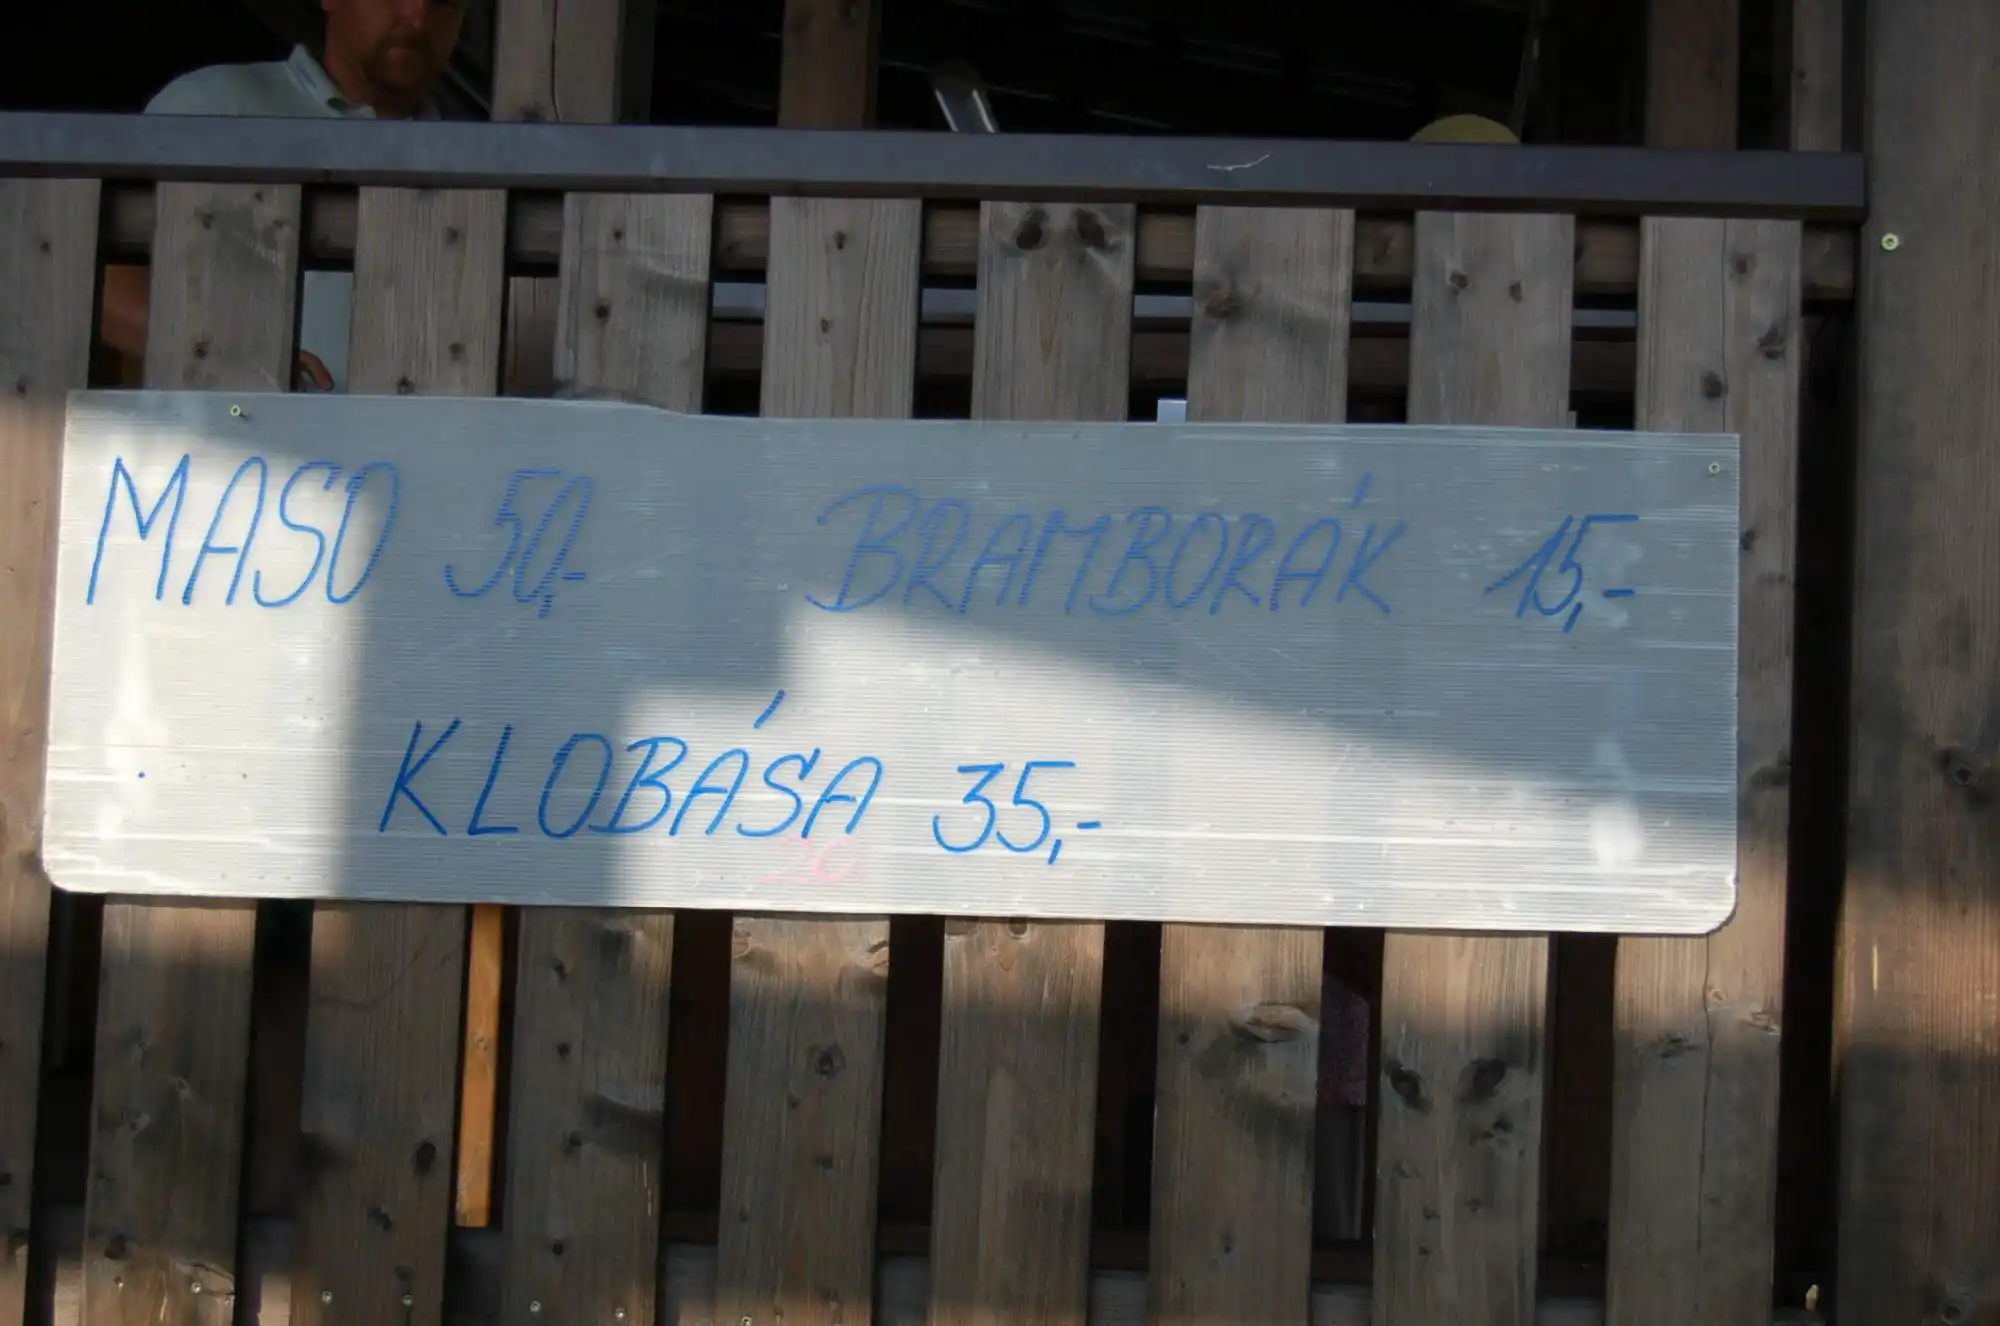 MASO 50,- BRAMBORÁK 15,-
KLOBÁSA 35,-